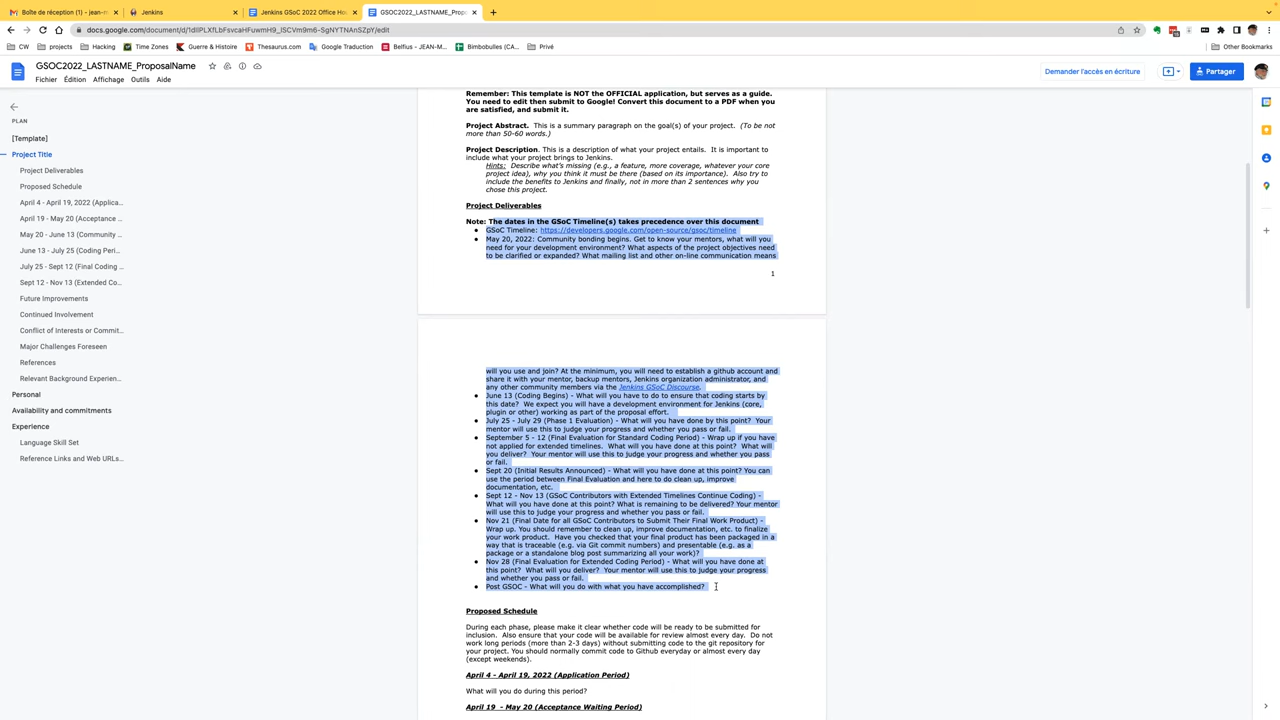 Boîte de réception (1) - jean-m
Jenkins
Jenkins GSoC 2022 Office Ho
GSOC2022_LASTNAME_Propo
docs.google.com/document/d/1dllPLXfLbFsvcaHFuwmH9_lSCVm9m6-SgNYTNAnSZpY/edit
CW
projects
Hacking
Time Zones
Guerre & Histoire
Thesaurus.com
Google Traduction
Belfius - JEAN-M...
Bimbobulles (CA...
Privé
Other Bookmarks
GSOC2022_LASTNAME_ProposalName
Fichier Édition Affichage Outils Aide
Demander l'accès en écriture
Partager
PLAN
[Template]
Project Title
Project Deliverables
Proposed Schedule
April 4 - April 19, 2022 (Applica...
April 19 - May 20 (Acceptance ...
May 20 - June 13 (Community ...
June 13 - July 25 (Coding Peri...
July 25 - Sept 12 (Final Coding ...
Sept 12 - Nov 13 (Extended Co...
Future Improvements
Continued Involvement
Conflict of Interests or Commit...
Major Challenges Foreseen
References
Relevant Background Experien...
Personal
Availability and commitments
Experience
Language Skill Set
Reference Links and Web URLs...
Remember: This template is NOT the OFFICIAL application, but serves as a guide.
You need to edit then submit to Google! Convert this document to a PDF when you
are satisfied, and submit it.
Project Abstract. This is a summary paragraph on the goal(s) of your project. (To be not
more than 50-60 words.)
Project Description. This is a description of what your project entails. It is important to
include what your project brings to Jenkins.
Hints: Describe what's missing (e.g., a feature, more coverage, whatever your core
project idea), why you think it must be there (based on its importance). Also try to
include the benefits to Jenkins and finally, not in more than 2 sentences why you
chose this project.
Project Deliverables
Note: The dates in the GSoC Timeline(s) takes precedence over this document
● GSoC Timeline: https://developers.google.com/open-source/gsoc/timeline
● May 20, 2022: Community bonding begins. Get to know your mentors, what will you
need for your development environment? What aspects of the project objectives need
to be clarified or expanded? What mailing list and other on-line communication means
1
will you use and join? At the minimum, you will need to establish a github account and
share it with your mentor, backup mentors, Jenkins organization administrator, and
any other community members via the Jenkins GSoC Discourse.
● June 13 (Coding Begins) - What will you have to do to ensure that coding starts by
this date? We expect you will have a development environment for Jenkins (core,
plugin or other) working as part of the proposal effort.
● July 25 - July 29 (Phase 1 Evaluation) - What will you have done by this point? Your
mentor will use this to judge your progress and whether you pass or fail.
● September 5 - 12 (Final Evaluation for Standard Coding Period) - Wrap up if you have
not applied for extended timelines. What will you have done at this point? What will
you deliver? Your mentor will use this to judge your progress and whether you pass
or fail.
● Sept 20 (Initial Results Announced) - What will you have done at this point? You can
use the period between Final Evaluation and here to do clean up, improve
documentation, etc.
● Sept 12 - Nov 13 (GSoC Contributors with Extended Timelines Continue Coding) -
What will you have done at this point? What is remaining to be delivered? Your mentor
will use this to judge your progress and whether you pass or fail.
● Nov 21 (Final Date for all GSoC Contributors to Submit Their Final Work Product) -
Wrap up. You should remember to clean up, improve documentation, etc. to finalize
your work product. Have you checked that your final product has been packaged in a
way that is traceable (e.g. via Git commit numbers) and presentable (e.g. as a
package or a standalone blog post summarizing all your work)?
● Nov 28 (Final Evaluation for Extended Coding Period) - What will you have done at
this point? What will you deliver? Your mentor will use this to judge your progress
and whether you pass or fail.
● Post GSOC - What will you do with what you have accomplished?
Proposed Schedule
During each phase, please make it clear whether code will be ready to be submitted for
inclusion. Also ensure that your code will be available for review almost every day. Do not
work long periods (more than 2-3 days) without submitting code to the git repository for
your project. You should normally commit code to Github everyday or almost every day
(except weekends).
April 4 - April 19, 2022 (Application Period)
What will you do during this period?
April 19 - May 20 (Acceptance Waiting Period)